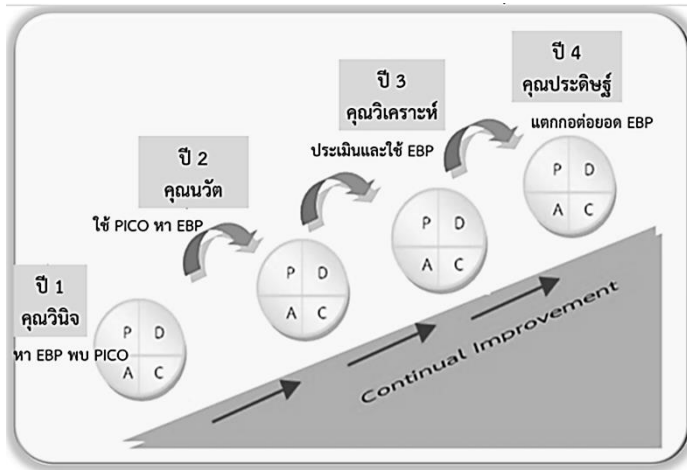 ปี 1
คุณวินิจ
หา EBP พบ PICO
P D
A C
ปี 2
คุณนวัต
ใช้ PICO หา EBP
P D
A C
ปี 3
คุณวิเคราะห์
ประเมินและใช้ EBP
P D
A C
ปี 4
คุณประดิษฐ์
แตกกอต่อยอด EBP
P D
A C
Continual Improvement